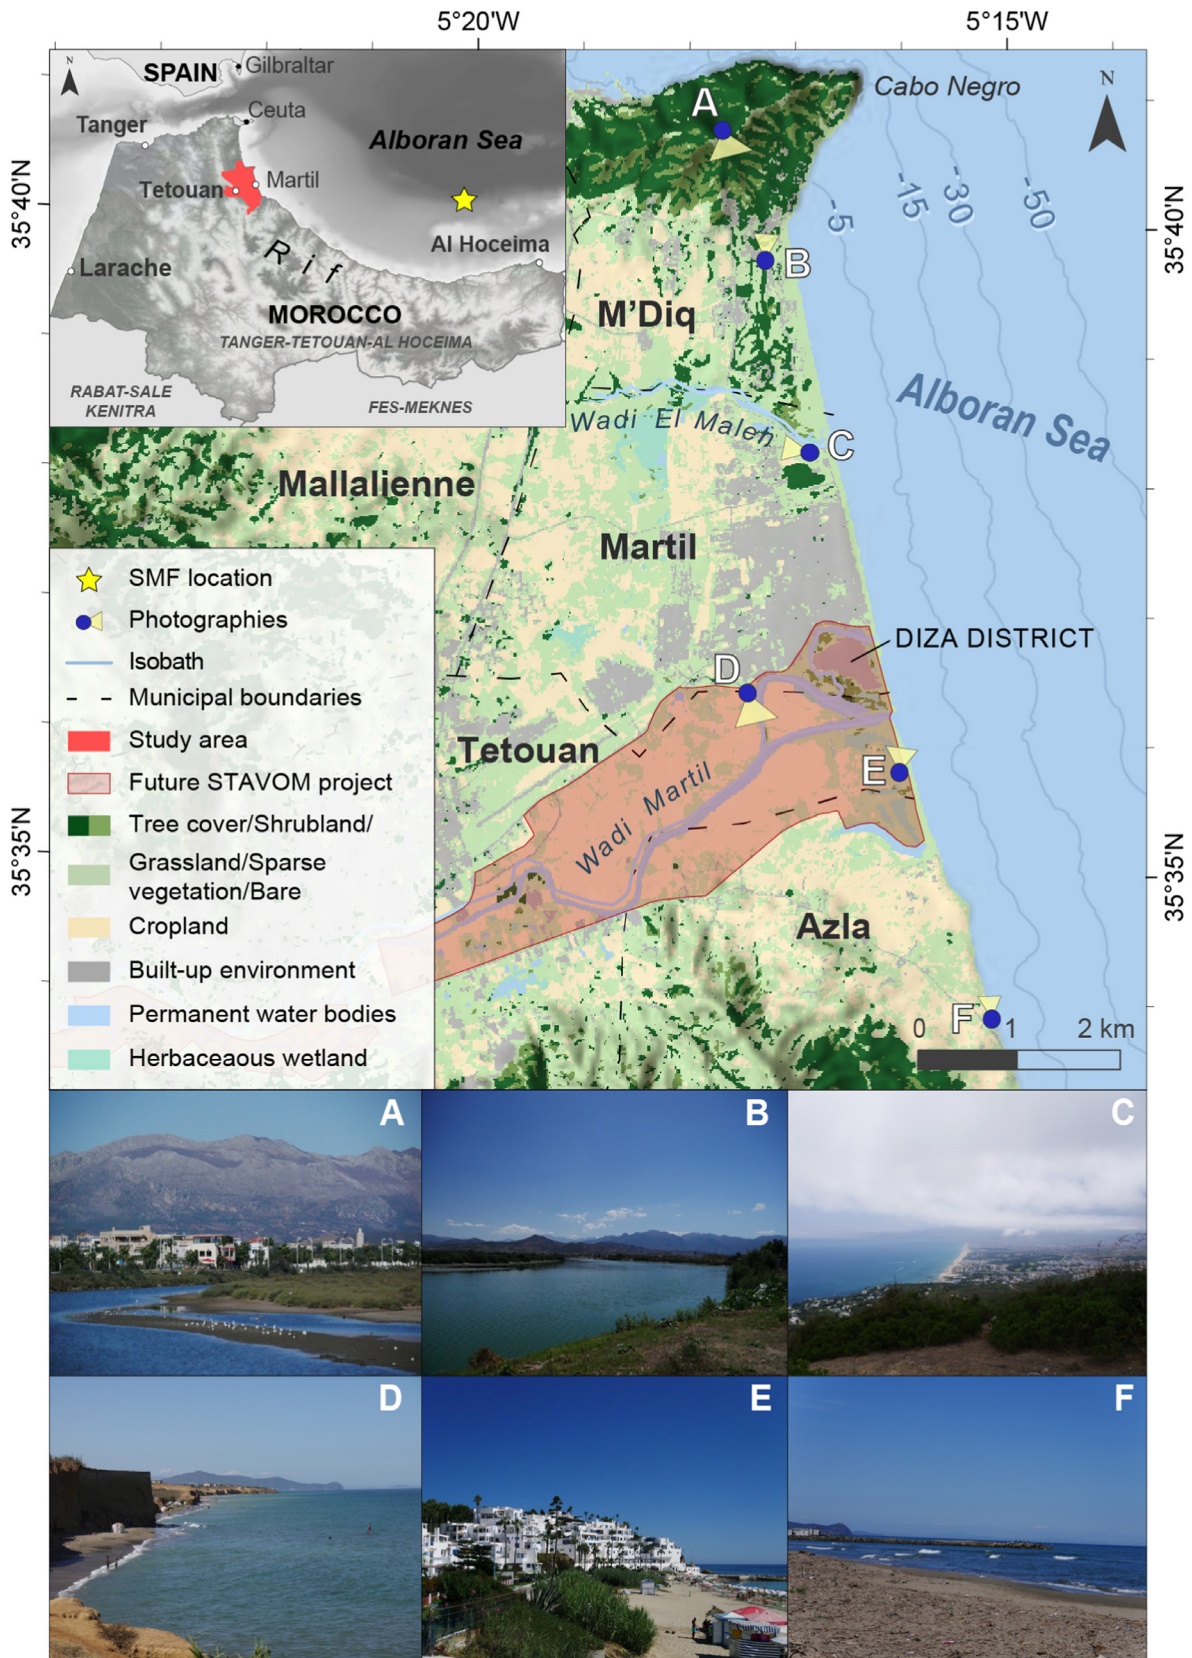 5°20'W
5°15'W
N
SPAIN
Gilbraltar
Ceuta
Tanger
Alboran Sea
Tetouan
Martil
Al Hoceima
Larache
Rif
MOROCCO
TANGER-TETOUAN-AL HOCEIMA
RABAT-SALE
KENITRA
FES-MEKNES
35°40'N
Cabo Negro
N
A
-5
-15
-30
-50
35°40'N
B
M'Diq
Alboran Sea
Wadi El Maleh
C
Mallalienne
Martil
DIZA DISTRICT
D
Tetouan
E
Wadi Martil
Azla
F
0 1 2 km
35°35'N
35°35'N
SMF location
Photographies
Isobath
Municipal boundaries
Study area
Future STAVOM project
Tree cover/Shrubland/
Grassland/Sparse
vegetation/Bare
Cropland
Built-up environment
Permanent water bodies
Herbaceaous wetland
A
B
C
D
E
F